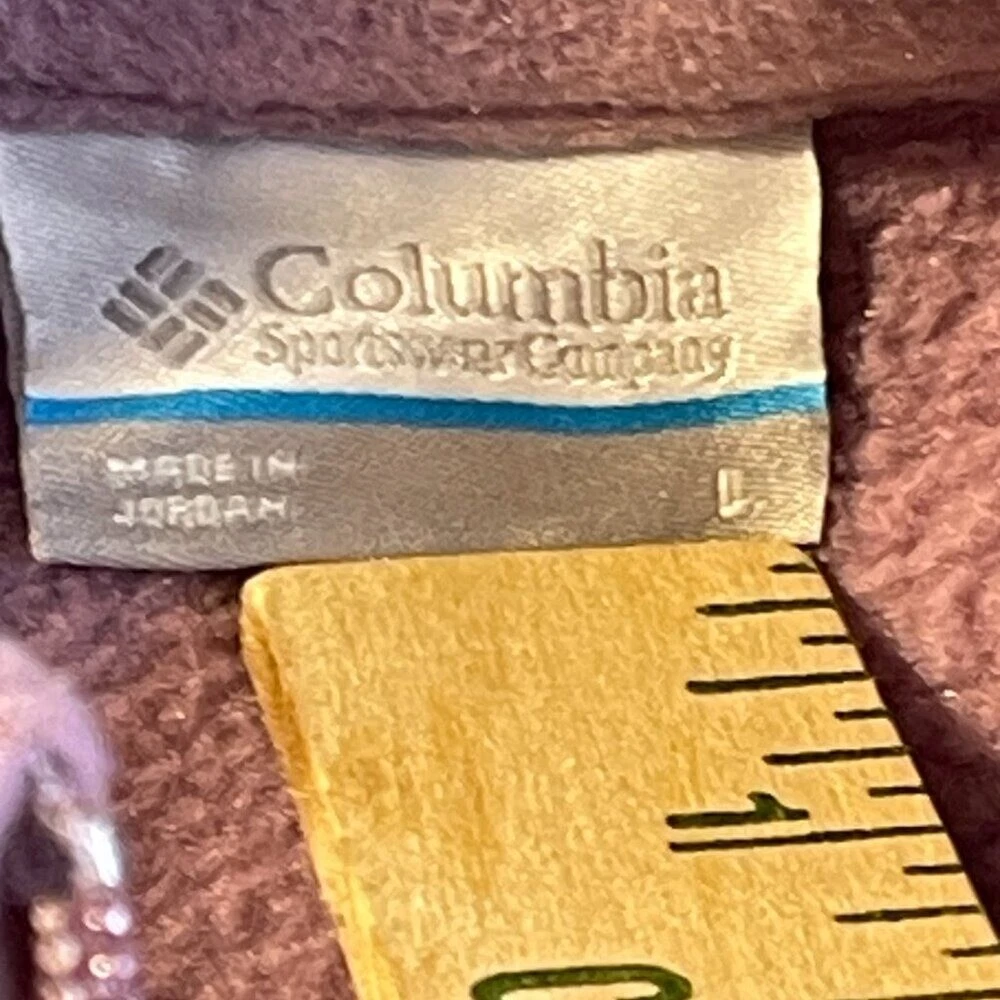 Columbia
Sportswear Company
MADE IN
JORDAN
L
1